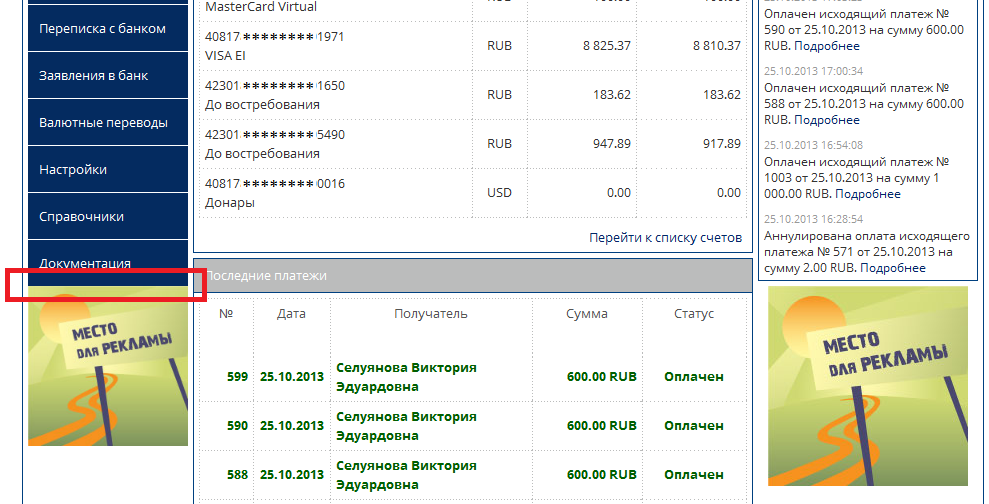 Переписка с банком
Заявления в банк
Валютные переводы
Настройки
Справочники
Документация
МЕСТО
ДЛЯ РЕКЛАМЫ
MasterCard Virtual
40817 ******** 1971
VISA EI
RUB
8 825.37
8 810.37
42301 ******** 1650
До востребования
RUB
183.62
183.62
42301 ******** 5490
До востребования
RUB
947.89
917.89
40817 ******** 0016
Донары
USD
0.00
0.00
Перейти к списку счетов
Последние платежи
№ Дата Получатель Сумма Статус
599 25.10.2013 Селуянова Виктория
Эдуардовна
600.00 RUB Оплачен
590 25.10.2013 Селуянова Виктория
Эдуардовна
600.00 RUB Оплачен
588 25.10.2013 Селуянова Виктория
Эдуардовна
600.00 RUB Оплачен
Оплачен исходящий платеж №
590 от 25.10.2013 на сумму 600.00
RUB. Подробнее
25.10.2013 17:00:34
Оплачен исходящий платеж №
588 от 25.10.2013 на сумму 600.00
RUB. Подробнее
25.10.2013 16:54:08
Оплачен исходящий платеж №
1003 от 25.10.2013 на сумму 1
000.00 RUB. Подробнее
25.10.2013 16:28:54
Аннулирована оплата исходящего
платежа № 571 от 25.10.2013 на
сумму 2.00 RUB. Подробнее
МЕСТО
ДЛЯ РЕКЛАМЫ